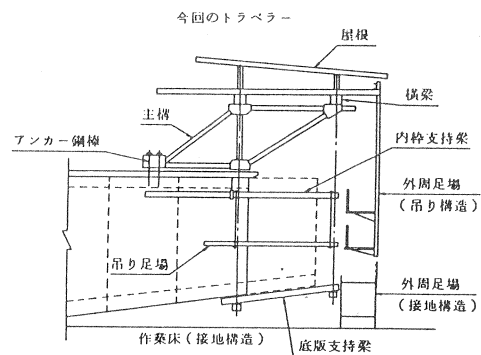 今回のトラベラー
屋根
横梁
主構
アンカー鋼棒
内枠支持梁
外周足場
(吊り構造)
吊り足場
外周足場
(接地構造)
作業床(接地構造)
底版支持梁